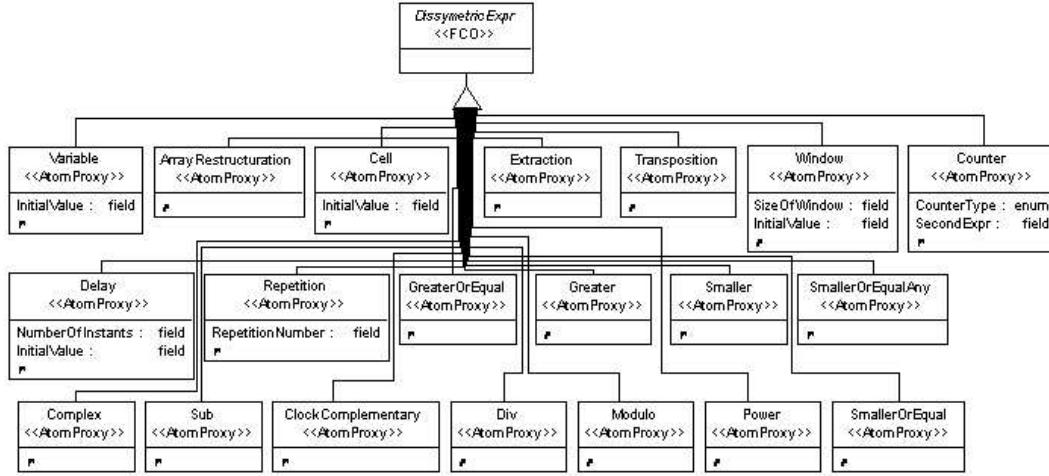 DissymetricExpr
<<FCO>>
Variable
<<AtomProxy>>
InitialValue : field
Array Restructuration
<<AtomProxy>>
Cell
<<AtomProxy>>
InitialValue : field
Extraction
<<AtomProxy>>
Transposition
<<AtomProxy>>
Window
<<AtomProxy>>
SizeOfWindow : field
InitialValue : field
Counter
<<AtomProxy>>
CounterType : enum
SecondExpr : field
Delay
<<AtomProxy>>
NumberOfInstants : field
InitialValue : field
Repetition
<<AtomProxy>>
RepetitionNumber : field
GreaterOrEqual
<<AtomProxy>>
Greater
<<AtomProxy>>
Smaller
<<AtomProxy>>
SmallerOrEqualAny
<<AtomProxy>>
Complex
<<AtomProxy>>
Sub
<<AtomProxy>>
ClockComplementary
<<AtomProxy>>
Div
<<AtomProxy>>
Modulo
<<AtomProxy>>
Power
<<AtomProxy>>
SmallerOrEqual
<<AtomProxy>>